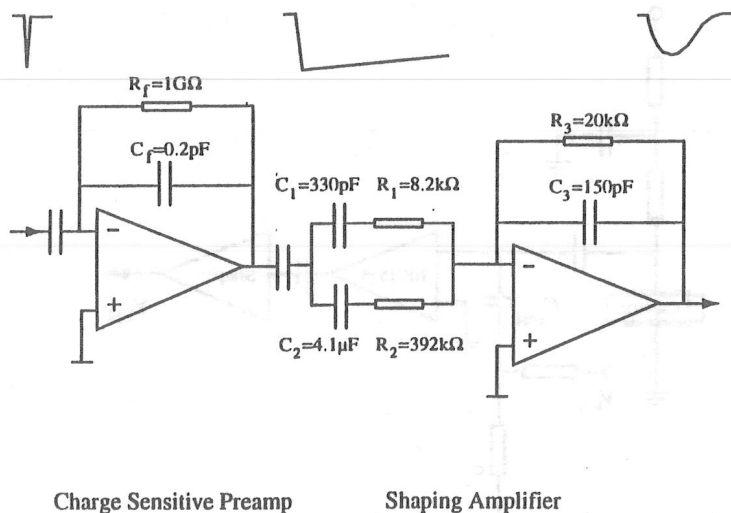 R_f=1GΩ
C_f=0.2pF
C_1=330pF R_1=8.2kΩ
C_2=4.1μF R_2=392kΩ
R_3=20kΩ
C_3=150pF
−
+
−
+
Charge Sensitive Preamp Shaping Amplifier